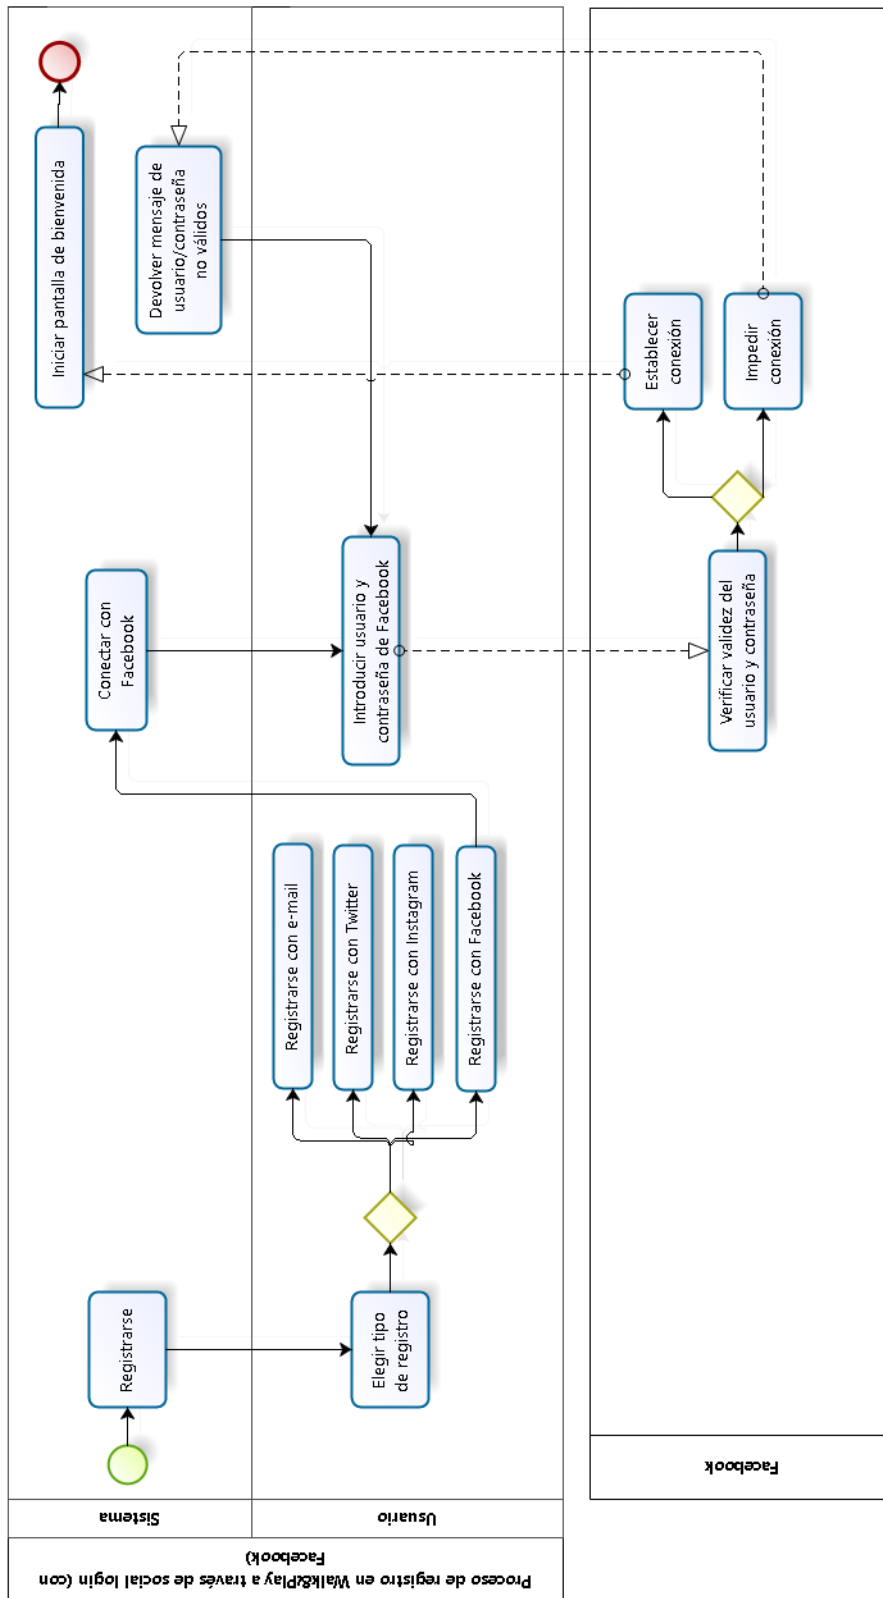 Proceso de registro en Walk&Play a través de social login (con
Facebook)
Sistema
Usuario
Registrarse
Elegir tipo
de registro
Registrarse con e-mail
Registrarse con Twitter
Registrarse con Instagram
Registrarse con Facebook
Conectar con
Facebook
Introducir usuario y
contraseña de Facebook
Devolver mensaje de
usuario/contraseña
no válidos
Iniciar pantalla de bienvenida
Facebook
Verificar validez del
usuario y contraseña
Establecer
conexión
Impedir
conexión